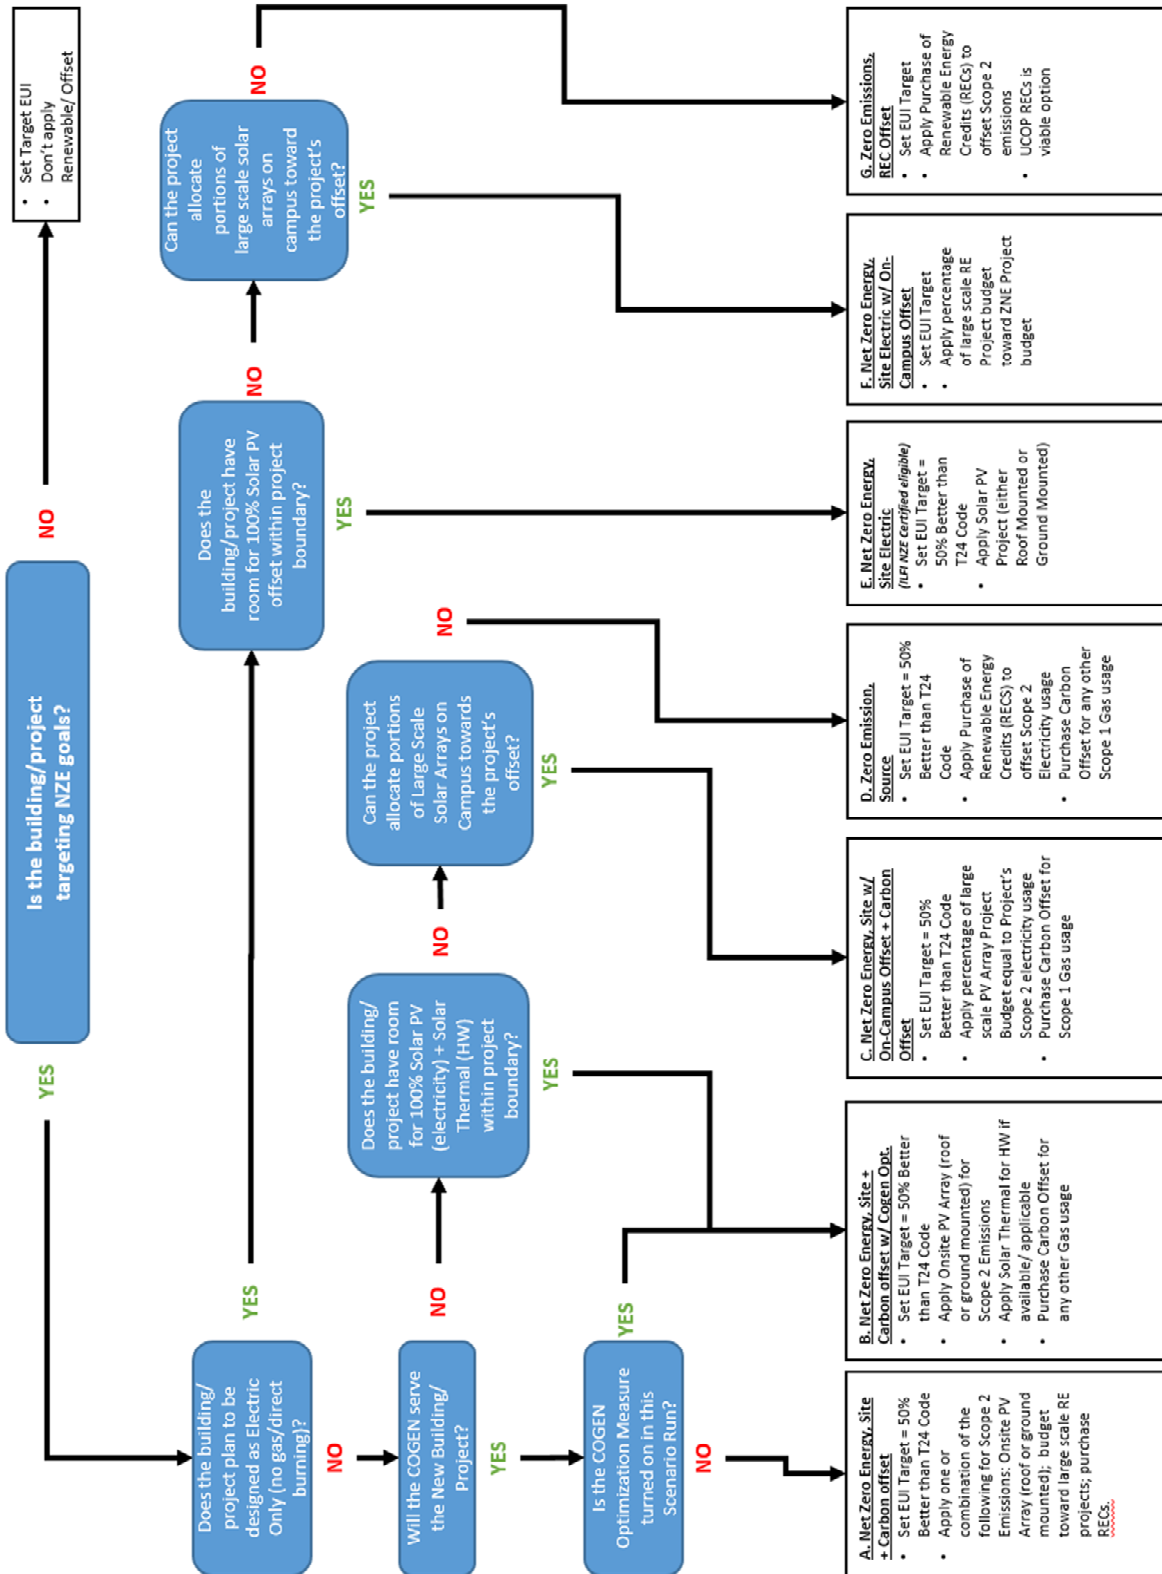 Is the building/project
targeting NZE goals?
NO
• Set Target EUI
• Don't apply
Renewable/ Offset
YES
Does the building/
project plan to be
designed as Electric
Only (no gas/direct
burning)?
YES
Does the
building/project have
room for 100% Solar PV
offset within project
boundary?
NO
Can the project
allocate
portions of
large scale solar
arrays on
campus toward
the project's
offset?
NO
YES
YES
NO
Will the COGEN serve
the New Building/
Project?
NO
Does the building/
project have room
for 100% Solar PV
(electricity) + Solar
Thermal (HW)
within project
boundary?
NO
Can the project
allocate portions
of Large Scale
Solar Arrays on
Campus towards
the project's
offset?
NO
YES
YES
YES
Is the COGEN
Optimization Measure
turned on in this
Scenario Run?
YES
NO
A. Net Zero Energy, Site
+ Carbon offset
• Set EUI Target = 50%
Better than T24 Code
• Apply one or
combination of the
following for Scope 2
Emissions: Onsite PV
Array (roof or ground
mounted); budget
toward large scale RE
projects; purchase
RECs.
B. Net Zero Energy, Site +
Carbon offset w/ Cogen Opt.
• Set EUI Target = 50% Better
than T24 Code
• Apply Onsite PV Array (roof
or ground mounted) for
Scope 2 Emissions
• Apply Solar Thermal for HW if
available/ applicable
• Purchase Carbon Offset for
any other Gas usage
C. Net Zero Energy, Site w/
On-Campus Offset + Carbon
Offset
• Set EUI Target = 50%
Better than T24 Code
• Apply percentage of large
scale PV Array Project
Budget equal to Project's
Scope 2 electricity usage
• Purchase Carbon Offset for
Scope 1 Gas usage
D. Zero Emission,
Source
• Set EUI Target = 50%
Better than T24
Code
• Apply Purchase of
Renewable Energy
Credits (RECS) to
offset Scope 2
Electricity usage
• Purchase Carbon
Offset for any other
Scope 1 Gas usage
E. Net Zero Energy,
Site Electric
(ILFI NZE Certified eligible)
• Set EUI Target =
50% Better than
T24 Code
• Apply Solar PV
Project (either
Roof Mounted or
Ground Mounted)
F. Net Zero Energy,
Site Electric w/ On-
Campus Offset
• Set EUI Target
• Apply percentage
of large scale RE
Project budget
toward ZNE Project
budget
G. Zero Emissions,
REC Offset
• Set EUI Target
• Apply Purchase of
Renewable Energy
Credits (RECs) to
offset Scope 2
emissions
• UCOP RECs is
viable option